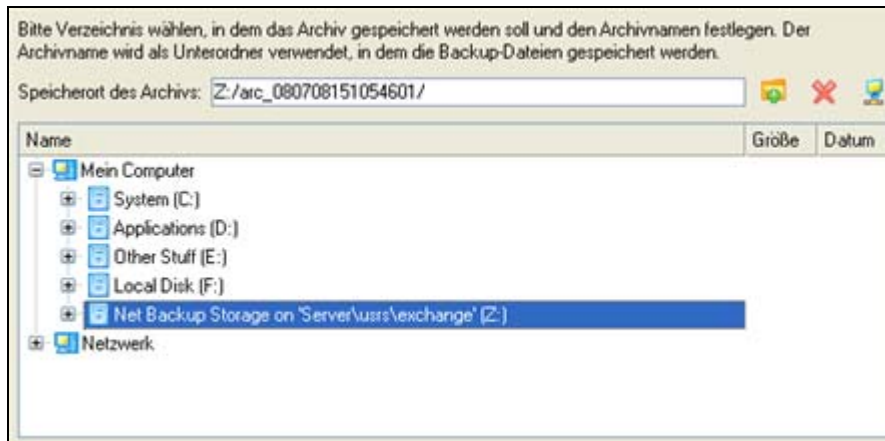 Bitte Verzeichnis wählen, in dem das Archiv gespeichert werden soll und den Archivnamen festlegen. Der
Archivname wird als Unterordner verwendet, in dem die Backup-Dateien gespeichert werden.
Speicherort des Archivs: Z:/arc_080708151054601/
Name Größe Datum
Mein Computer
System (C:)
Applications (D:)
Other Stuff (E:)
Local Disk (F:)
Net Backup Storage on 'Server\usrs\exchange' (Z:)
Netzwerk